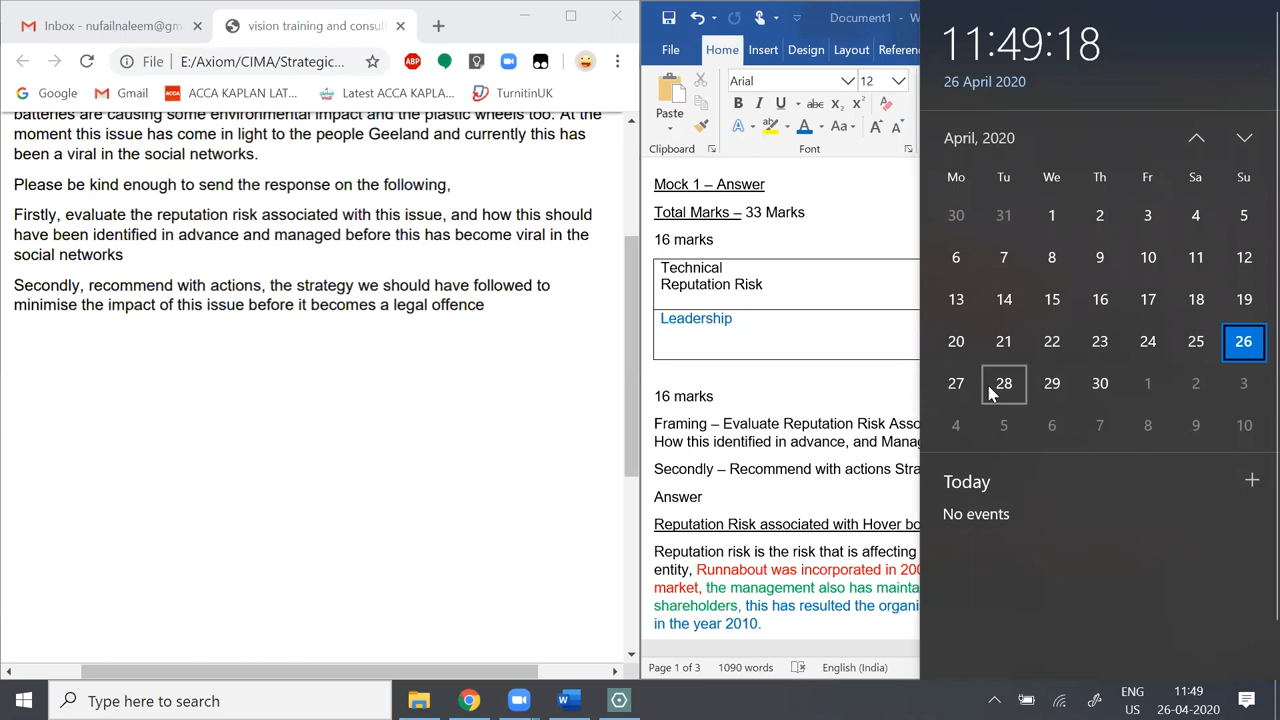 Inbox - nufailnaleem@gm
vision training and consult
File
E:/Axiom/CIMA/Strategic...
ABP
Google
Gmail
ACCA
ACCA KAPLAN LAT...
Latest ACCA KAPLA...
TurnitinUK
batteries are causing some environmental impact and the plastic wheels too. At the
moment this issue has come in light to the people Geeland and currently this has
been a viral in the social networks.
Please be kind enough to send the response on the following,
Firstly, evaluate the reputation risk associated with this issue, and how this should
have been identified in advance and managed before this has become viral in the
social networks
Secondly, recommend with actions, the strategy we should have followed to
minimise the impact of this issue before it becomes a legal offence
Document1 - W
File Home Insert Design Layout Referenc
Paste
Arial 12
B I U abc X2 X2
A Aa A A
Clipboard Font
Mock 1 – Answer
Total Marks – 33 Marks
16 marks
Technical
Reputation Risk
Leadership
16 marks
Framing – Evaluate Reputation Risk Asso
How this identified in advance, and Manag
Secondly – Recommend with actions Stra
Answer
Reputation Risk associated with Hover bo
Reputation risk is the risk that is affecting
entity, Runnabout was incorporated in 200
market, the management also has mainta
shareholders, this has resulted the organis
in the year 2010.
Page 1 of 3 1090 words English (India)
11:49:18
26 April 2020
April, 2020
Mo Tu We Th Fr Sa Su
30 31 1 2 3 4 5
6 7 8 9 10 11 12
13 14 15 16 17 18 19
20 21 22 23 24 25 26
27 28 29 30 1 2 3
4 5 6 7 8 9 10
Today
No events
Type here to search
ENG
US
11:49
26-04-2020